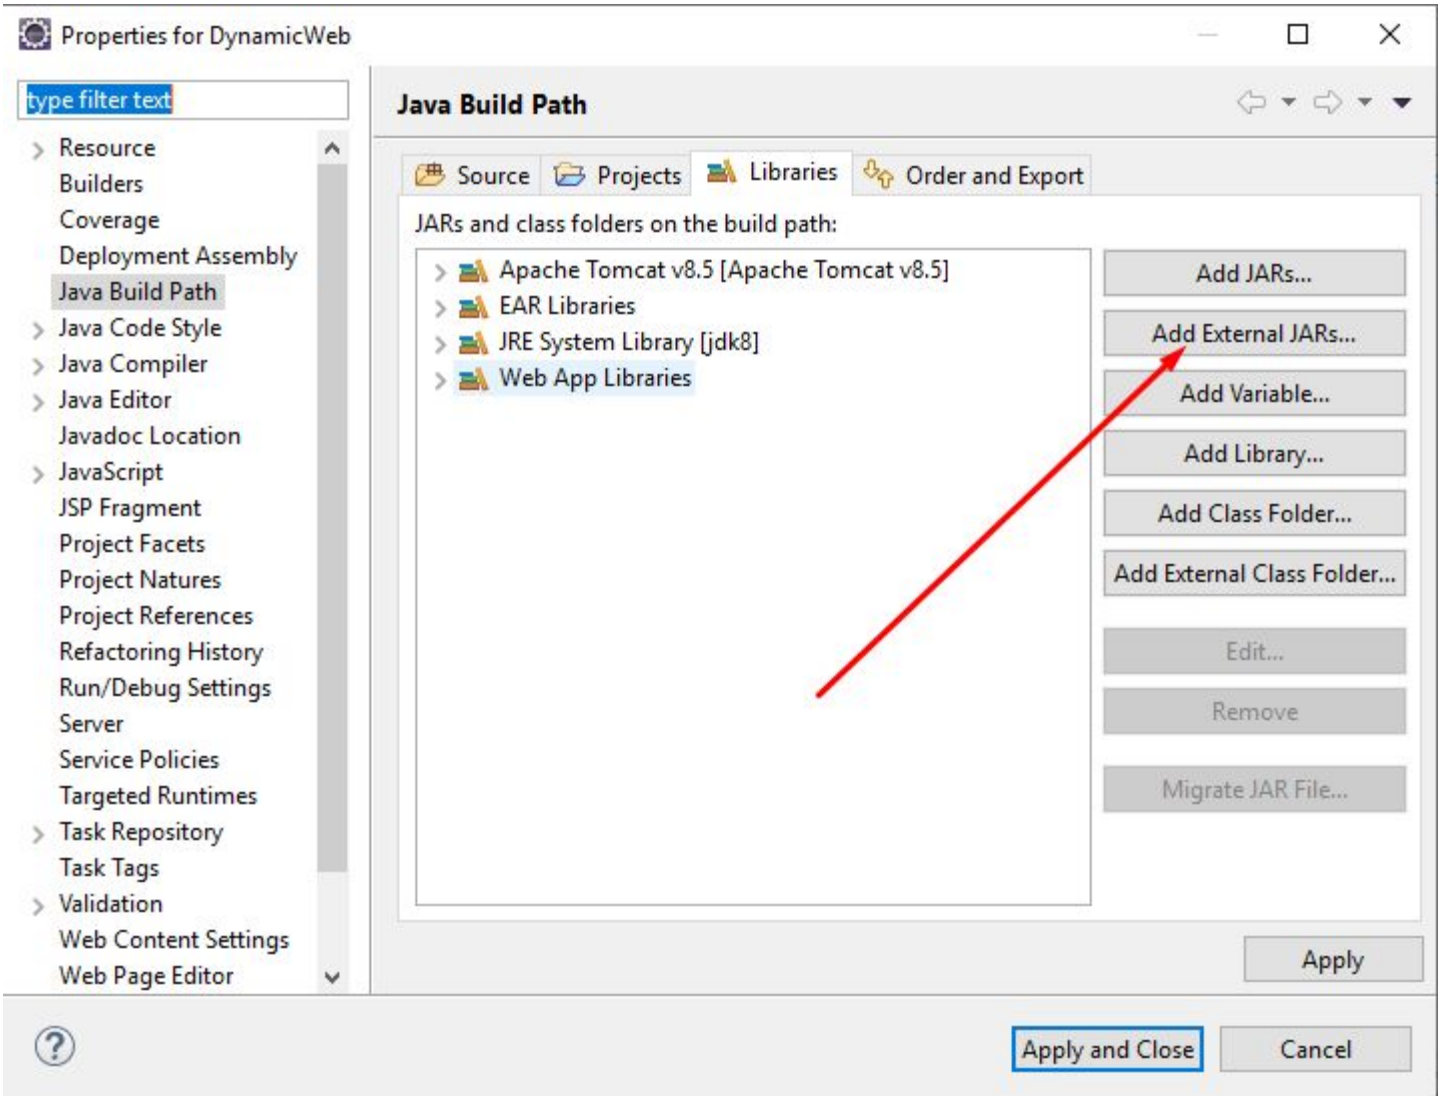 Properties for DynamicWeb
type filter text
Resource
Builders
Coverage
Deployment Assembly
Java Build Path
Java Code Style
Java Compiler
Java Editor
Javadoc Location
JavaScript
JSP Fragment
Project Facets
Project Natures
Project References
Refactoring History
Run/Debug Settings
Server
Service Policies
Targeted Runtimes
Task Repository
Task Tags
Validation
Web Content Settings
Web Page Editor
Java Build Path
Source Projects Libraries Order and Export
JARs and class folders on the build path:
Apache Tomcat v8.5 [Apache Tomcat v8.5]
EAR Libraries
JRE System Library [jdk8]
Web App Libraries
Add JARs...
Add External JARs...
Add Variable...
Add Library...
Add Class Folder...
Add External Class Folder...
Edit...
Remove
Migrate JAR File...
Apply
Apply and Close Cancel